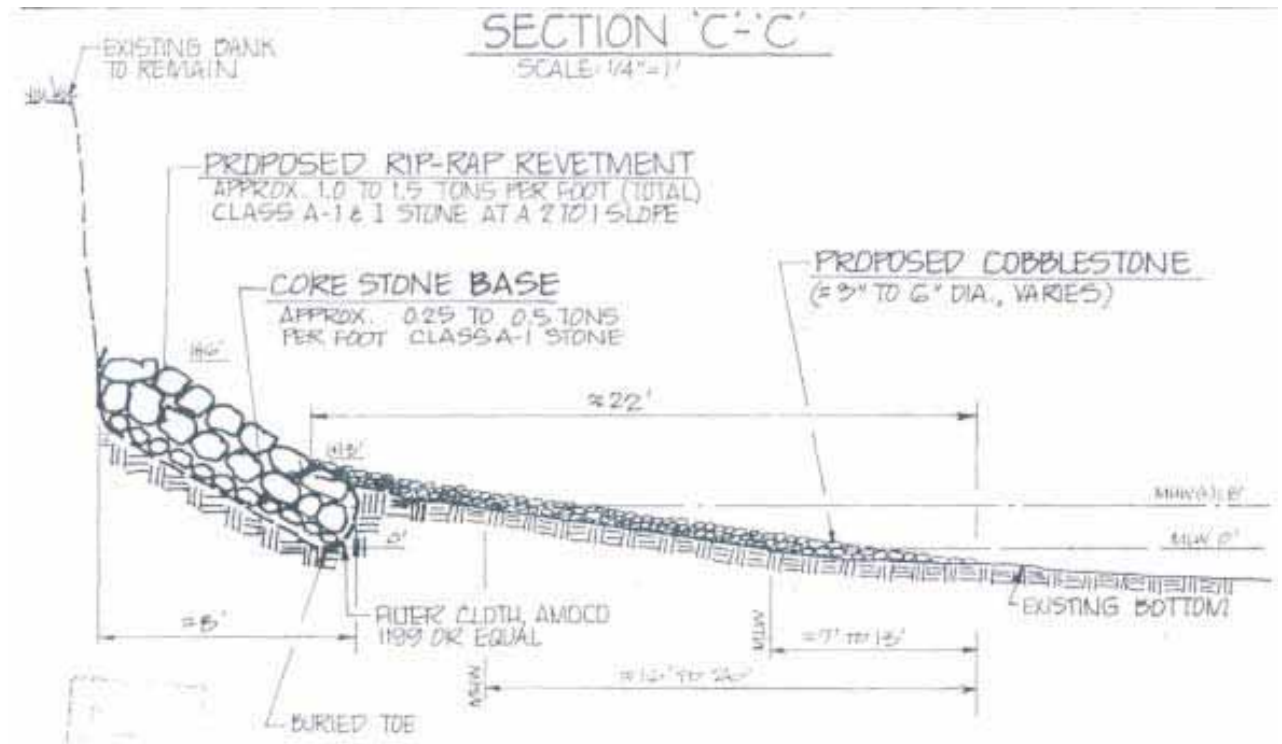 SECTION 'C'-'C'
SCALE: 1/4"=1'
EXISTING BANK
TO REMAIN
PROPOSED RIP-RAP REVETMENT
APPROX. 1.0 TO 1.5 TONS PER FOOT (TOTAL)
CLASS A-1 & I STONE AT A 2 TO 1 SLOPE
CORE STONE BASE
APPROX. 0.25 TO 0.5 TONS
PER FOOT CLASS A-1 STONE
PROPOSED COBBLESTONE
(≈3" TO 6" DIA., VARIES)
≈22'
MLW 0'
0'
EXISTING BOTTOM
FILTER CLOTH, AMOCO
1199 OR EQUAL
≈8'
MLW
MHW
BURIED TOE